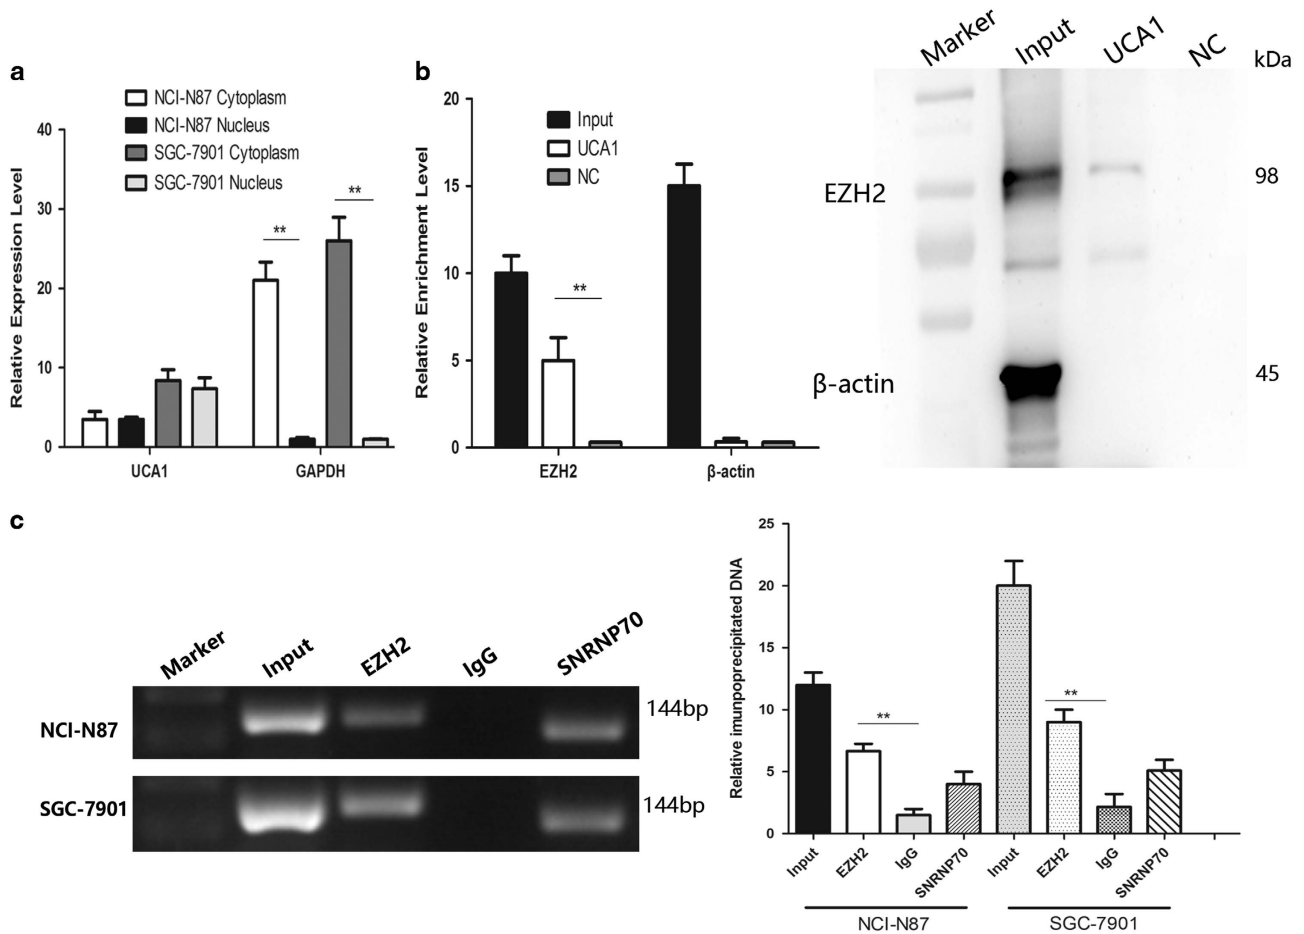 a
NCI-N87 Cytoplasm
NCI-N87 Nucleus
SGC-7901 Cytoplasm
SGC-7901 Nucleus
Relative Expression Level
40
30
20
10
0
**
**
UCA1
GAPDH
b
Input
UCA1
NC
Relative Enrichment Level
20
15
10
5
0
**
EZH2
β-actin
Marker
Input
UCA1
NC
kDa
EZH2
98
β-actin
45
c
Marker
Input
EZH2
IgG
SNRNP70
NCI-N87
144bp
SGC-7901
144bp
Relative imunpoprecipitated DNA
25
20
15
10
5
0
**
**
Input
EZH2
IgG
SNRNP70
Input
EZH2
IgG
SNRNP70
NCI-N87
SGC-7901